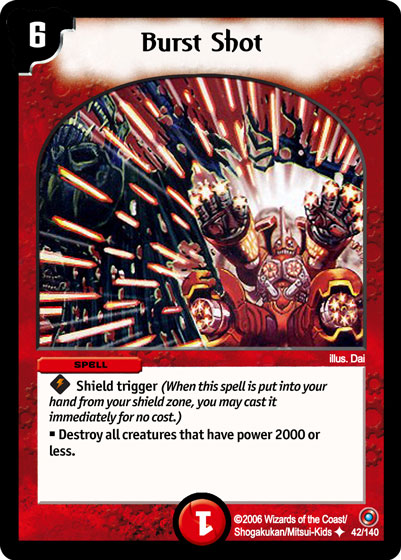 6
Burst Shot
illus. Dai
SPELL
Shield trigger (When this spell is put into your
hand from your shield zone, you may cast it
immediately for no cost.)
▪ Destroy all creatures that have power 2000 or
less.
1
©2006 Wizards of the Coast/
Shogakukan/Mitsui-Kids ✦ 42/140